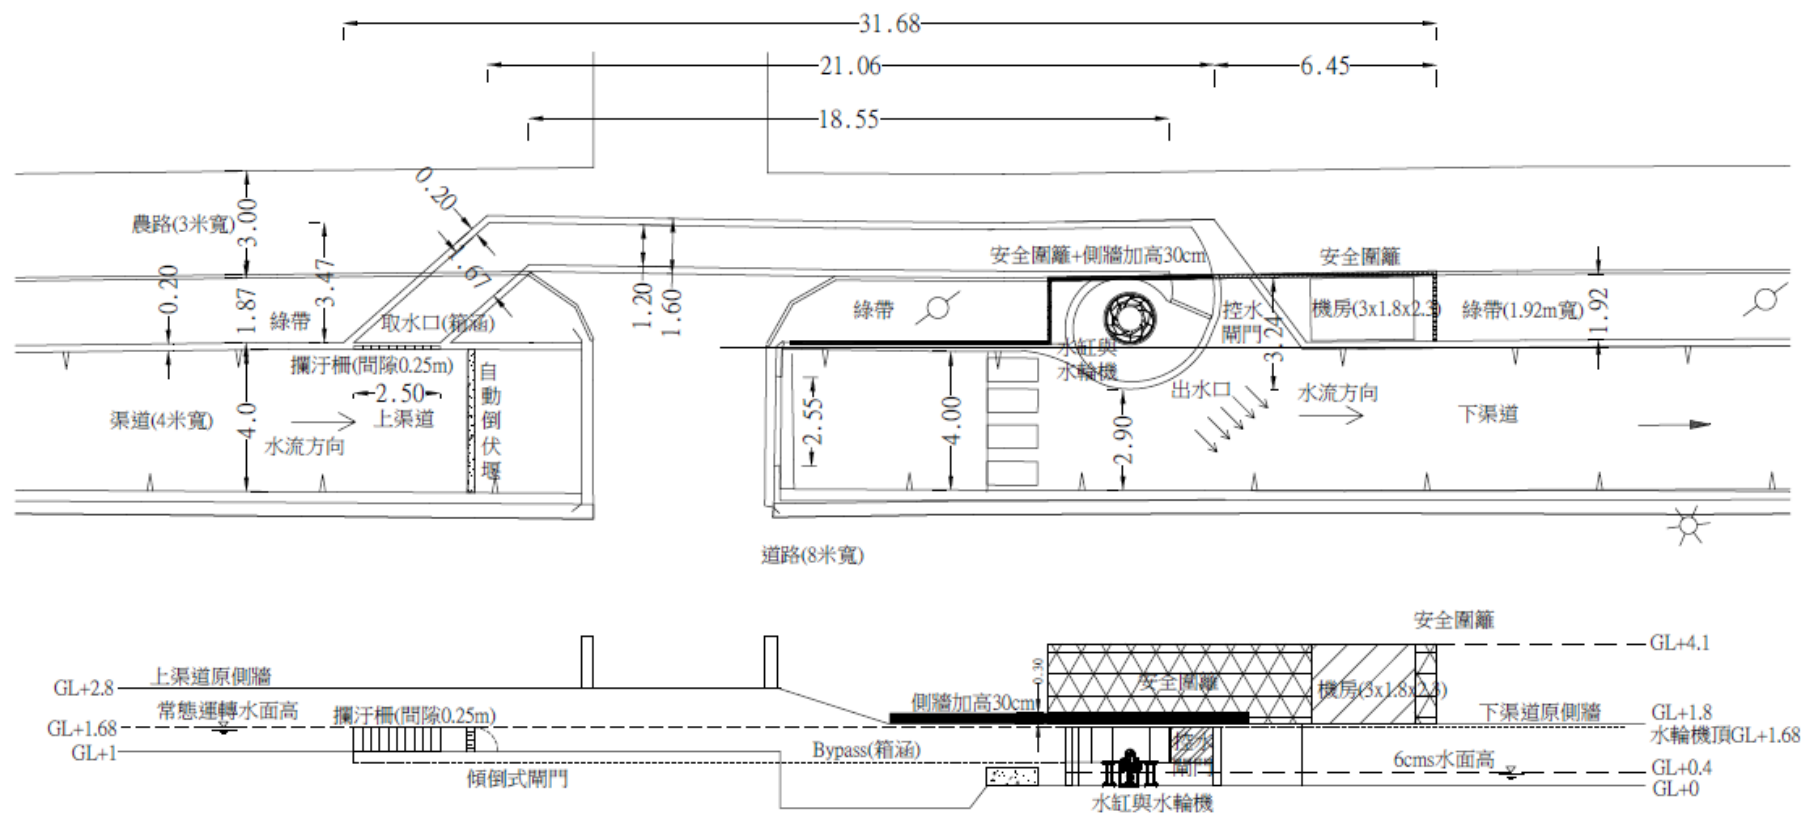 31.68
21.06
6.45
18.55
0.20
農路(3米寬)
3.00
3.47
1.67
0.20
1.87
綠帶
取水口(箱涵)
1.20
1.60
安全圍籬+側牆加高30cm
安全圍籬
綠帶
控水
閘門
3.24
機房(3x1.8x2.3)
綠帶(1.92m寬)
1.92
攔汙柵(間隙0.25m)
水缸與
水輪機
2.50
自動倒伏堰
渠道(4米寬)
4.0
上渠道
水流方向
2.55
4.00
2.90
出水口
水流方向
下渠道
道路(8米寬)
安全圍籬
GL+4.1
上渠道原側牆
GL+2.8
0.30
安全圍籬
機房(3x1.8x2.3)
側牆加高30cm
常態運轉水面高
攔汙柵(間隙0.25m)
下渠道原側牆
GL+1.8
GL+1.68
水輪機頂GL+1.68
GL+1
Bypass(箱涵)
控水
閘門
6cms水面高
GL+0.4
傾倒式閘門
GL+0
水缸與水輪機